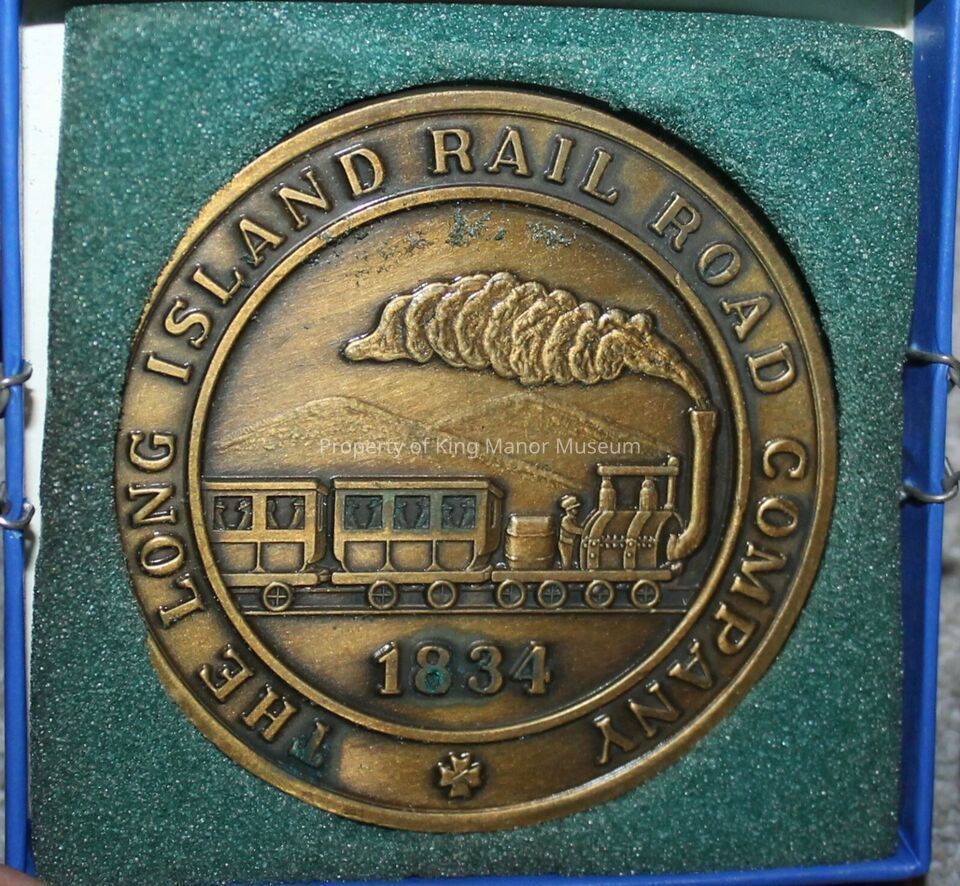 THE LONG ISLAND RAIL ROAD COMPANY
Property of King Manor Museum
1834